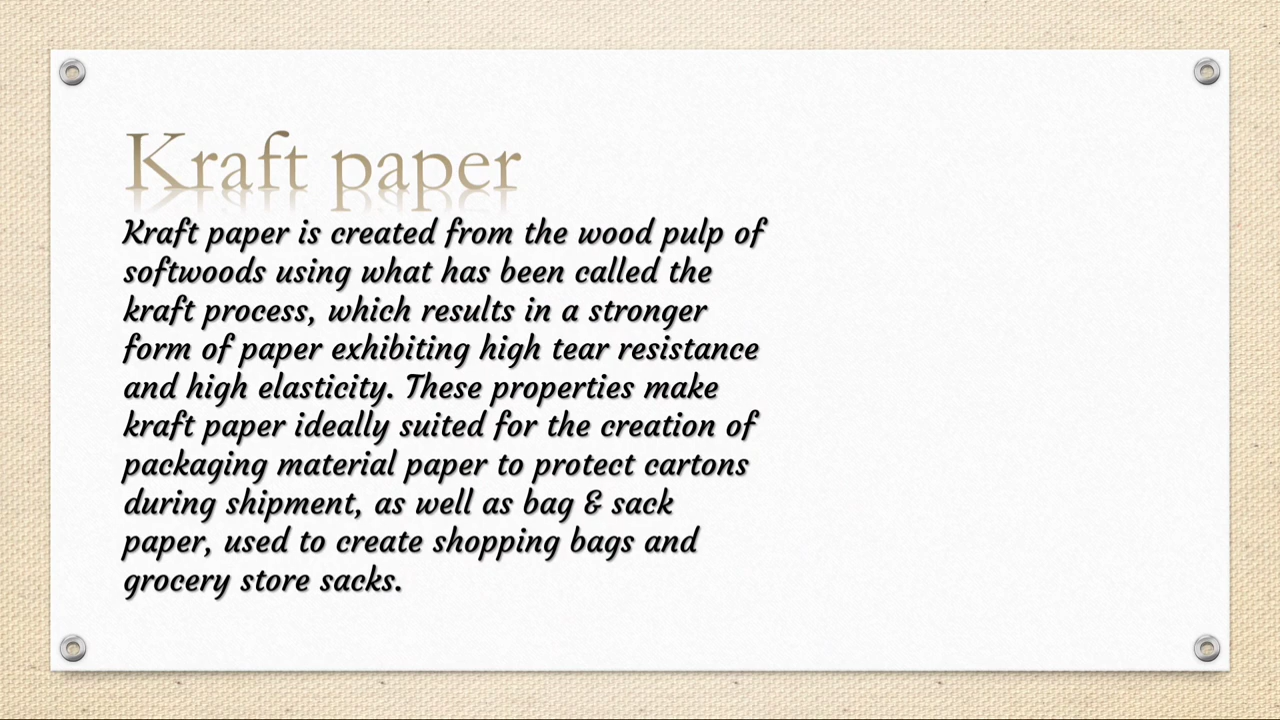 Kraft paper
Kraft paper is created from the wood pulp of
softwoods using what has been called the
kraft process, which results in a stronger
form of paper exhibiting high tear resistance
and high elasticity. These properties make
kraft paper ideally suited for the creation of
packaging material paper to protect cartons
during shipment, as well as bag & sack
paper, used to create shopping bags and
grocery store sacks.